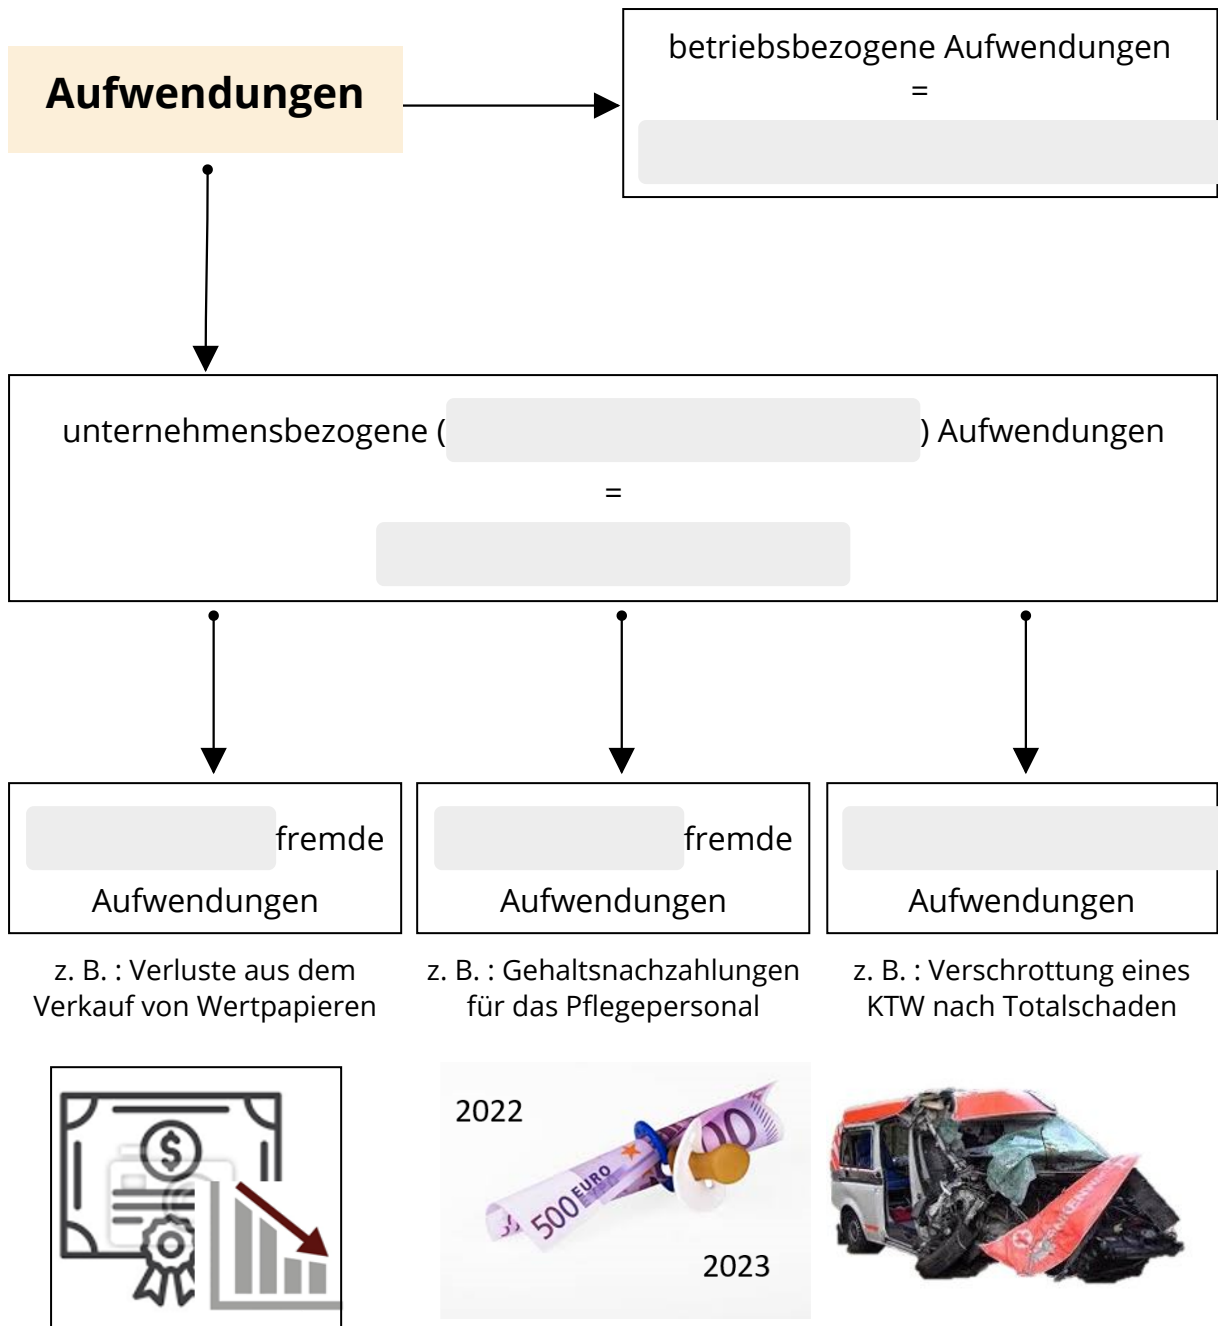 Aufwendungen
betriebsbezogene Aufwendungen
=
unternehmensbezogene ( ) Aufwendungen
=
fremde
Aufwendungen
fremde
Aufwendungen
Aufwendungen
z. B. : Verluste aus dem
Verkauf von Wertpapieren
z. B. : Gehaltsnachzahlungen
für das Pflegepersonal
z. B. : Verschrottung eines
KTW nach Totalschaden
$
2022
500 EURO
00
2023